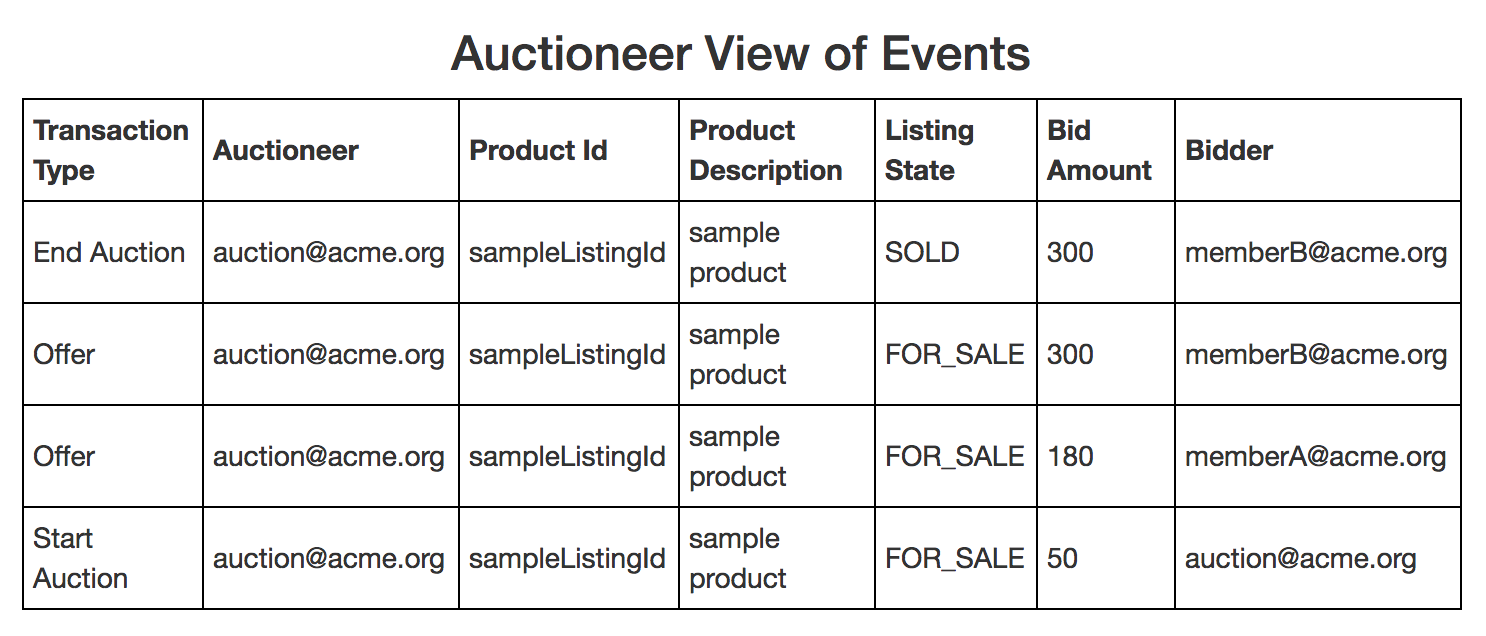 Auctioneer View of Events
Transaction Type Auctioneer Product Id Product Description Listing State Bid Amount Bidder
End Auction auction@acme.org sampleListingId sample product SOLD 300 memberB@acme.org
Offer auction@acme.org sampleListingId sample product FOR_SALE 300 memberB@acme.org
Offer auction@acme.org sampleListingId sample product FOR_SALE 180 memberA@acme.org
Start Auction auction@acme.org sampleListingId sample product FOR_SALE 50 auction@acme.org